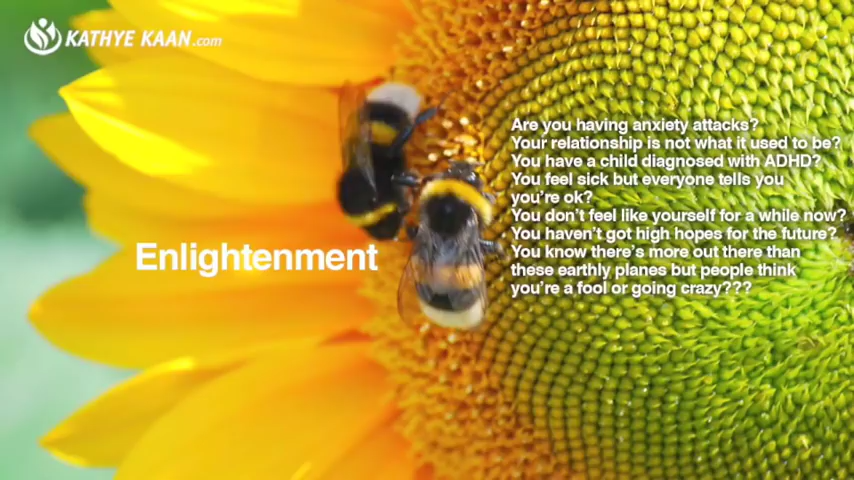 KATHYE KAAN.com
Are you having anxiety attacks?
Your relationship is not what it used to be?
You have a child diagnosed with ADHD?
You feel sick but everyone tells you
you're ok?
You don't feel like yourself for a while now?
You haven't got high hopes for the future?
You know there's more out there than
these earthly planes but people think
you're a fool or going crazy???
Enlightenment